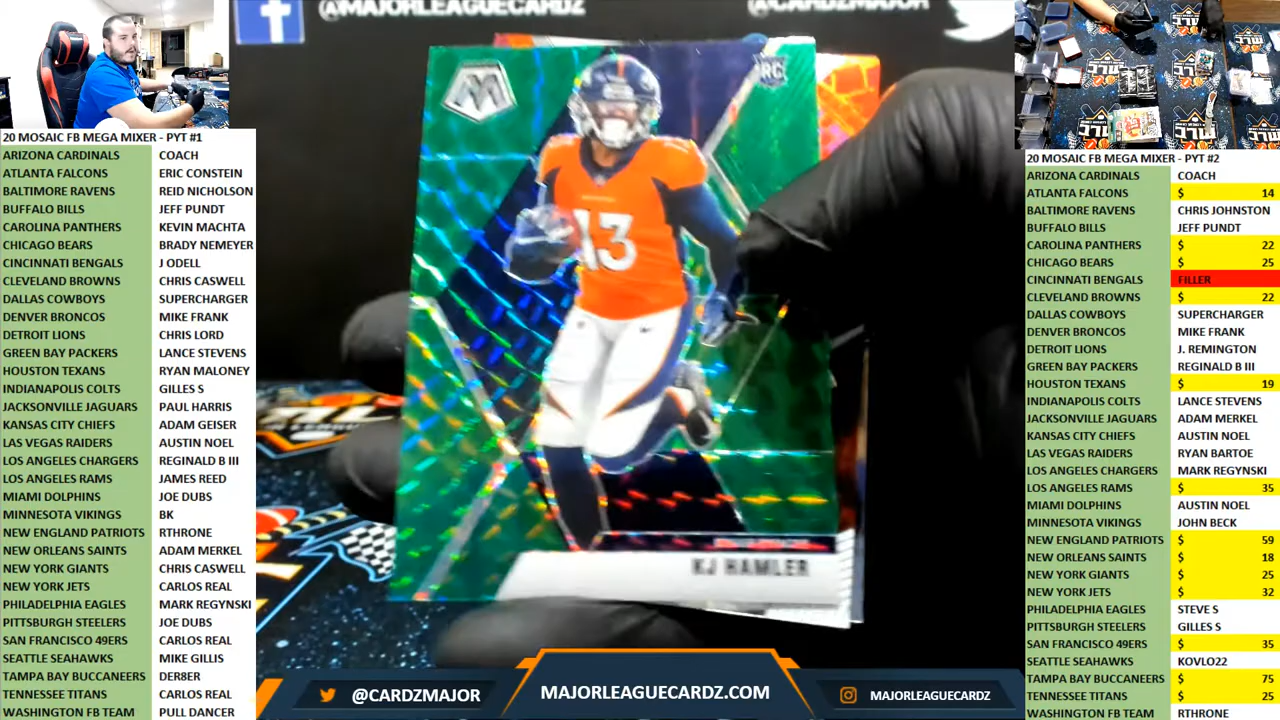 @MAJORLEAGUECARDZ
@CARDZMAJOR
20 MOSAIC FB MEGA MIXER - PYT #1
ARIZONA CARDINALS COACH
ATLANTA FALCONS ERIC CONSTEIN
BALTIMORE RAVENS REID NICHOLSON
BUFFALO BILLS JEFF PUNDT
CAROLINA PANTHERS KEVIN MACHTA
CHICAGO BEARS BRADY NEMEYER
CINCINNATI BENGALS J ODELL
CLEVELAND BROWNS CHRIS CASWELL
DALLAS COWBOYS SUPERCHARGER
DENVER BRONCOS MIKE FRANK
DETROIT LIONS CHRIS LORD
GREEN BAY PACKERS LANCE STEVENS
HOUSTON TEXANS RYAN MALONEY
INDIANAPOLIS COLTS GILLES S
JACKSONVILLE JAGUARS PAUL HARRIS
KANSAS CITY CHIEFS ADAM GEISER
LAS VEGAS RAIDERS AUSTIN NOEL
LOS ANGELES CHARGERS REGINALD B III
LOS ANGELES RAMS JAMES REED
MIAMI DOLPHINS JOE DUBS
MINNESOTA VIKINGS BK
NEW ENGLAND PATRIOTS RTHRONE
NEW ORLEANS SAINTS ADAM MERKEL
NEW YORK GIANTS CHRIS CASWELL
NEW YORK JETS CARLOS REAL
PHILADELPHIA EAGLES MARK REGYNSKI
PITTSBURGH STEELERS JOE DUBS
SAN FRANCISCO 49ERS CARLOS REAL
SEATTLE SEAHAWKS MIKE GILLIS
TAMPA BAY BUCCANEERS DER8ER
TENNESSEE TITANS CARLOS REAL
WASHINGTON FB TEAM PULL DANCER
M
RC
13
13
KJ HAMLER
@CARDZMAJOR
MAJORLEAGUECARDZ.COM
MAJORLEAGUECARDZ
20 MOSAIC FB MEGA MIXER - PYT #2
ARIZONA CARDINALS COACH
ATLANTA FALCONS $ 14
BALTIMORE RAVENS CHRIS JOHNSTON
BUFFALO BILLS JEFF PUNDT
CAROLINA PANTHERS $ 22
CHICAGO BEARS $ 25
CINCINNATI BENGALS FILLER
CLEVELAND BROWNS $ 22
DALLAS COWBOYS SUPERCHARGER
DENVER BRONCOS MIKE FRANK
DETROIT LIONS J. REMINGTON
GREEN BAY PACKERS REGINALD B III
HOUSTON TEXANS $ 19
INDIANAPOLIS COLTS LANCE STEVENS
JACKSONVILLE JAGUARS ADAM MERKEL
KANSAS CITY CHIEFS AUSTIN NOEL
LAS VEGAS RAIDERS RYAN BARTOE
LOS ANGELES CHARGERS MARK REGYNSKI
LOS ANGELES RAMS $ 35
MIAMI DOLPHINS AUSTIN NOEL
MINNESOTA VIKINGS JOHN BECK
NEW ENGLAND PATRIOTS $ 59
NEW ORLEANS SAINTS $ 18
NEW YORK GIANTS $ 25
NEW YORK JETS $ 32
PHILADELPHIA EAGLES STEVE S
PITTSBURGH STEELERS GILLES S
SAN FRANCISCO 49ERS $ 35
SEATTLE SEAHAWKS KOVLO22
TAMPA BAY BUCCANEERS $ 75
TENNESSEE TITANS $ 25
WASHINGTON FB TEAM RTHRONE